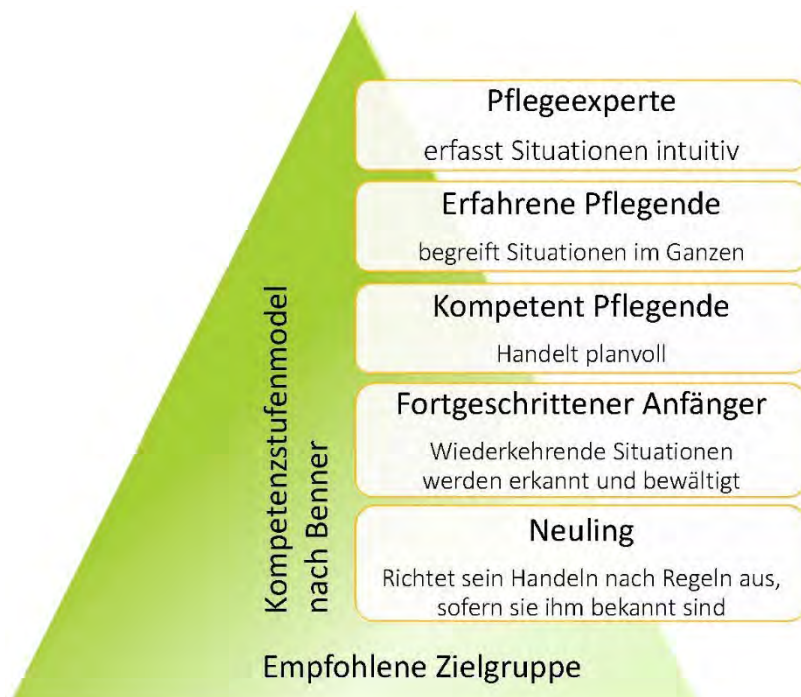 Pflegeexperte
erfasst Situationen intuitiv
Erfahrene Pflegende
begreift Situationen im Ganzen
Kompetent Pflegende
Handelt planvoll
Fortgeschrittener Anfänger
Wiederkehrende Situationen
werden erkannt und bewältigt
Neuling
Richtet sein Handeln nach Regeln aus,
sofern sie ihm bekannt sind
Kompetenzstufenmodel
nach Benner
Empfohlene Zielgruppe